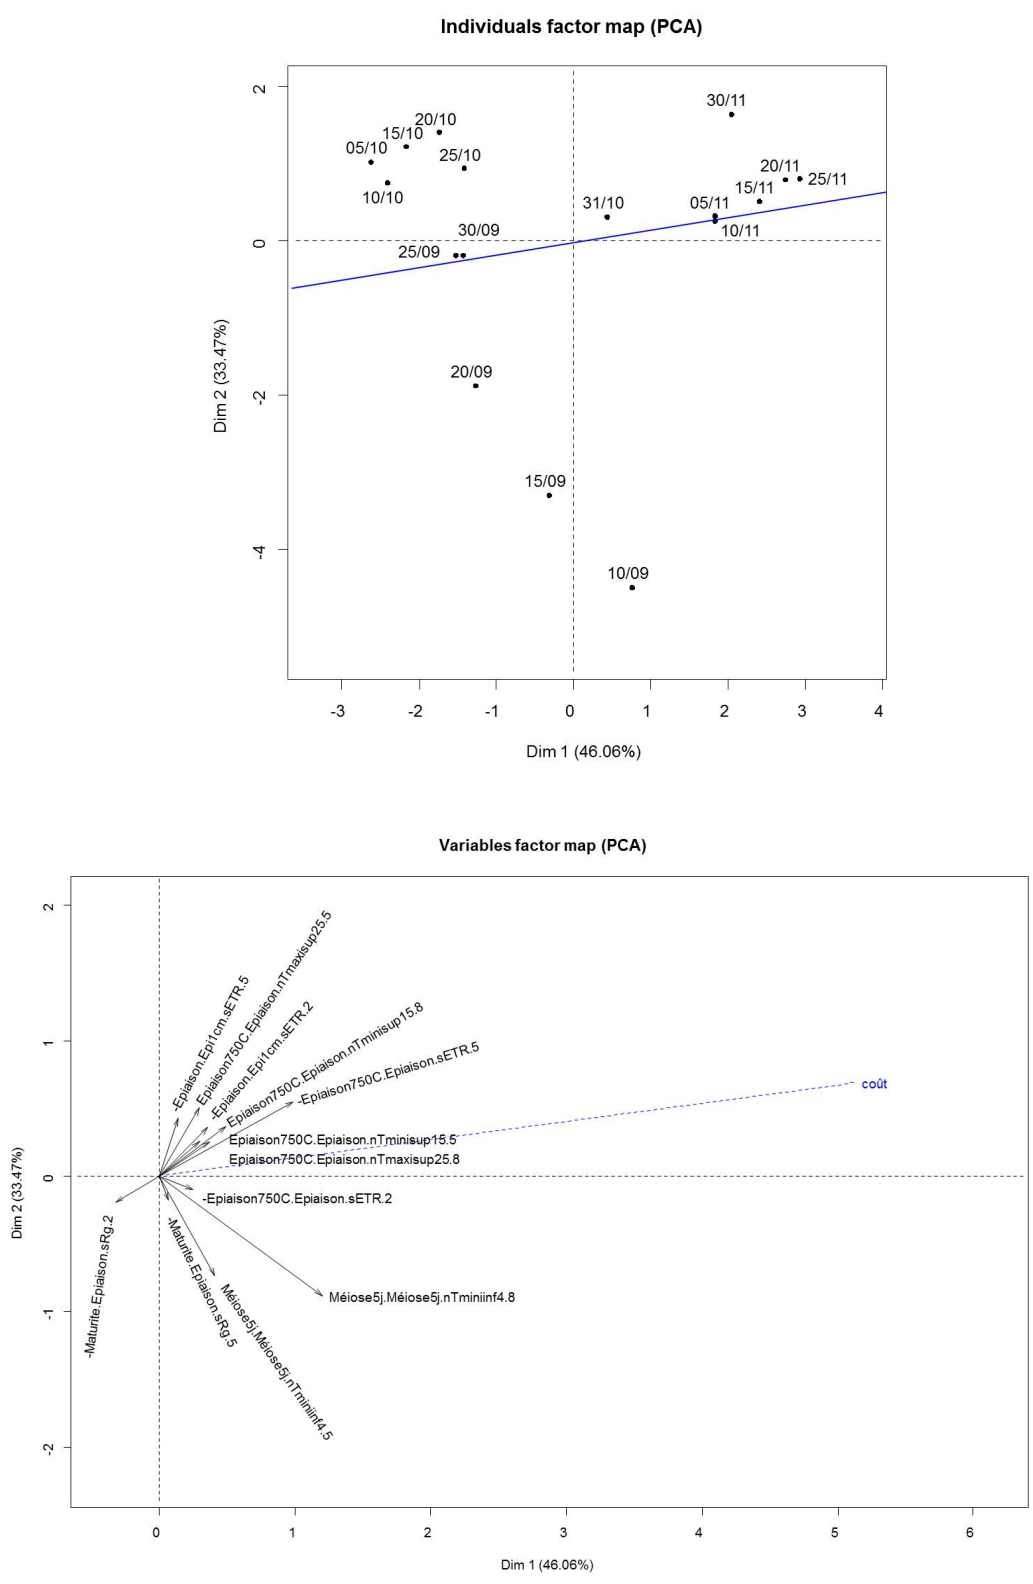 Individuals factor map (PCA)
2
30/11
20/10
15/10
05/10
25/10
20/11
25/11
10/10
15/11
31/10
05/11
30/09
10/11
0
25/09
Dim 2 (33.47%)
20/09
-2
15/09
-4
10/09
-3
-2
-1
0
1
2
3
4
Dim 1 (46.06%)
Variables factor map (PCA)
2
-Epiaison.Epi1cm.sETR.5
Epiaison750C.Epiaison.nTmaxisup25.5
-Epiaison.Epi1cm.sETR.2
Epiaison750C.Epiaison.nTminisup15.8
-Epiaison750C.Epiaison.sETR.5
1
coût
Epiaison750C.Epiaison.nTminisup15.5
Epiaison750C.Epiaison.nTmaxisup25.8
0
Dim 2 (33.47%)
-Epiaison750C.Epiaison.sETR.2
-Maturite.Epiaison.sRg.2
-Maturite.Epiaison.sRg.5
Méiose5j.Méiose5j.nTminiinf4.5
Méiose5j.Méiose5j.nTminiinf4.8
-1
-2
0
1
2
3
4
5
6
Dim 1 (46.06%)